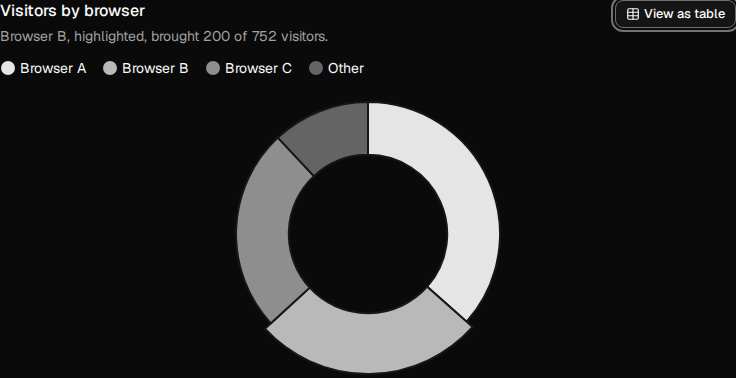 Visitors by browser
View as table
Browser B, highlighted, brought 200 of 752 visitors.
Browser A Browser B Browser C Other